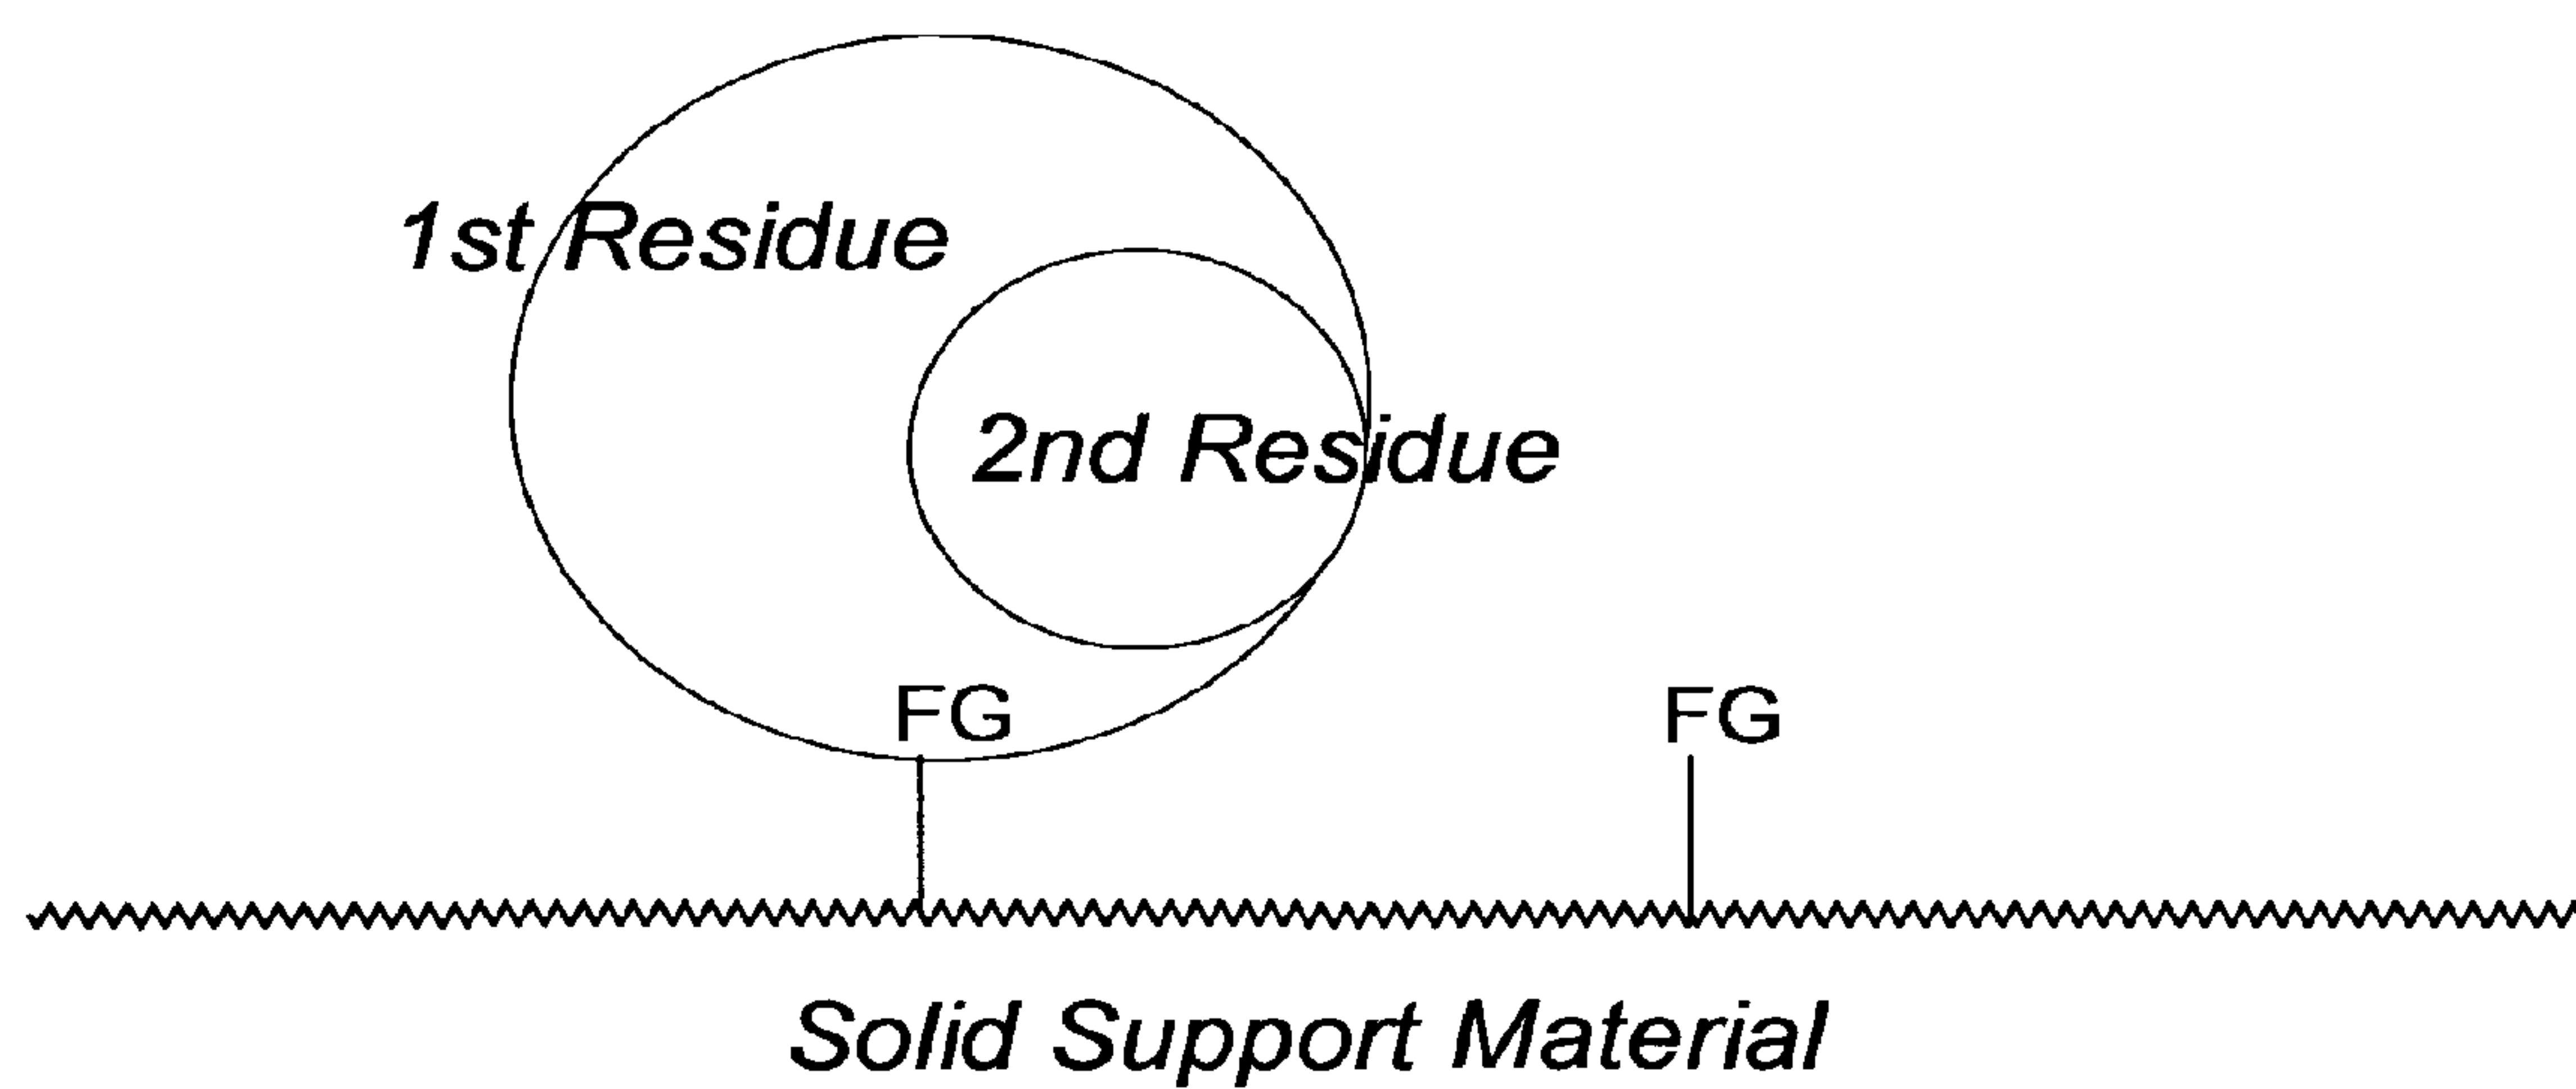 1st Residue
2nd Residue
FG FG
Solid Support Material